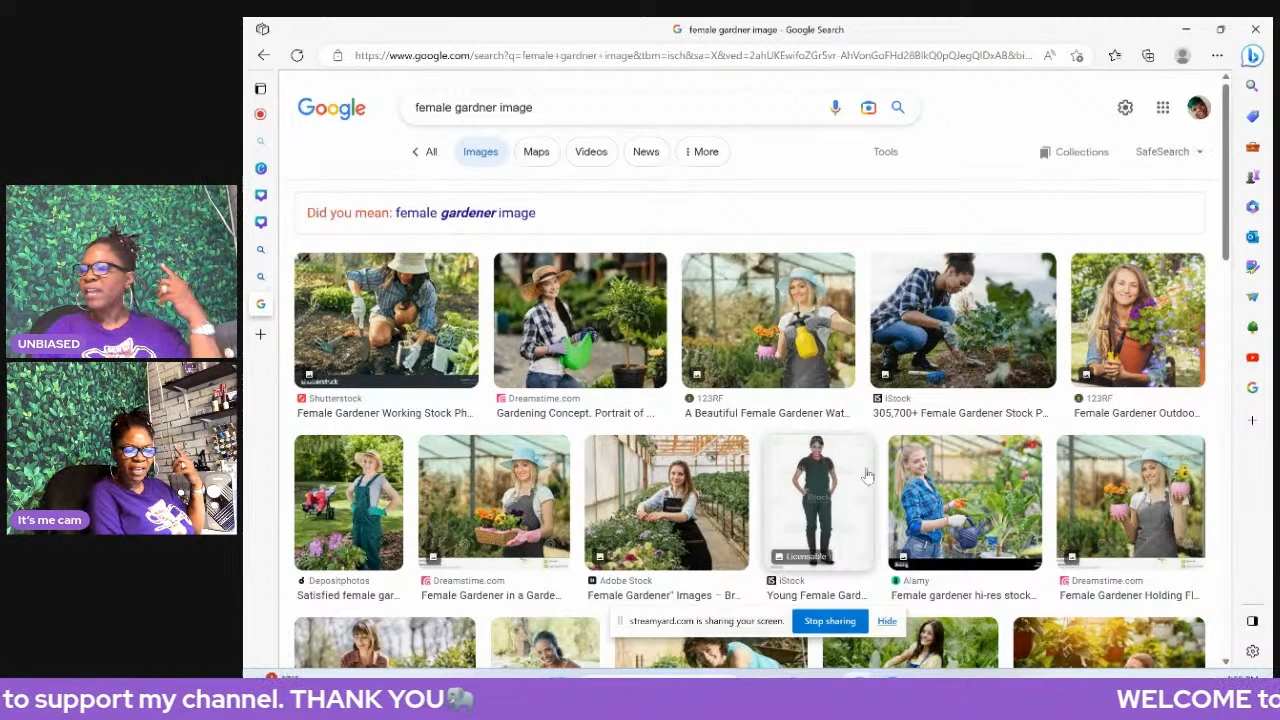 female gardner image - Google Search
https://www.google.com/search?q=female+gardner+image&tbm=isch&sa=X&ved=2ahUKEwifoZGr5vr-AhVonGoFHd28BlkQ0pQJegQIDxAB&bi...
Google
female gardner image
All
Images
Maps
Videos
News
More
Tools
Collections
SafeSearch
Did you mean: female gardener image
shutterstock
Shutterstock
Female Gardener Working Stock Ph...
Dreamstime.com
Gardening Concept. Portrait of ...
123RF
A Beautiful Female Gardener Wat...
iStock
305,700+ Female Gardener Stock P...
123RF
Female Gardener Outdoo...
UNBIASED
It's me cam
iStock
Licensable
Depositphotos
Satisfied female gar...
Dreamstime.com
Female Gardener in a Garde...
Adobe Stock
Female Gardener" Images – Br...
iStock
Young Female Gard...
Alamy
Female gardener hi-res stock...
Dreamstime.com
Female Gardener Holding Fl...
streamyard.com is sharing your screen.
Stop sharing
Hide
to support my channel. THANK YOU
WELCOME to